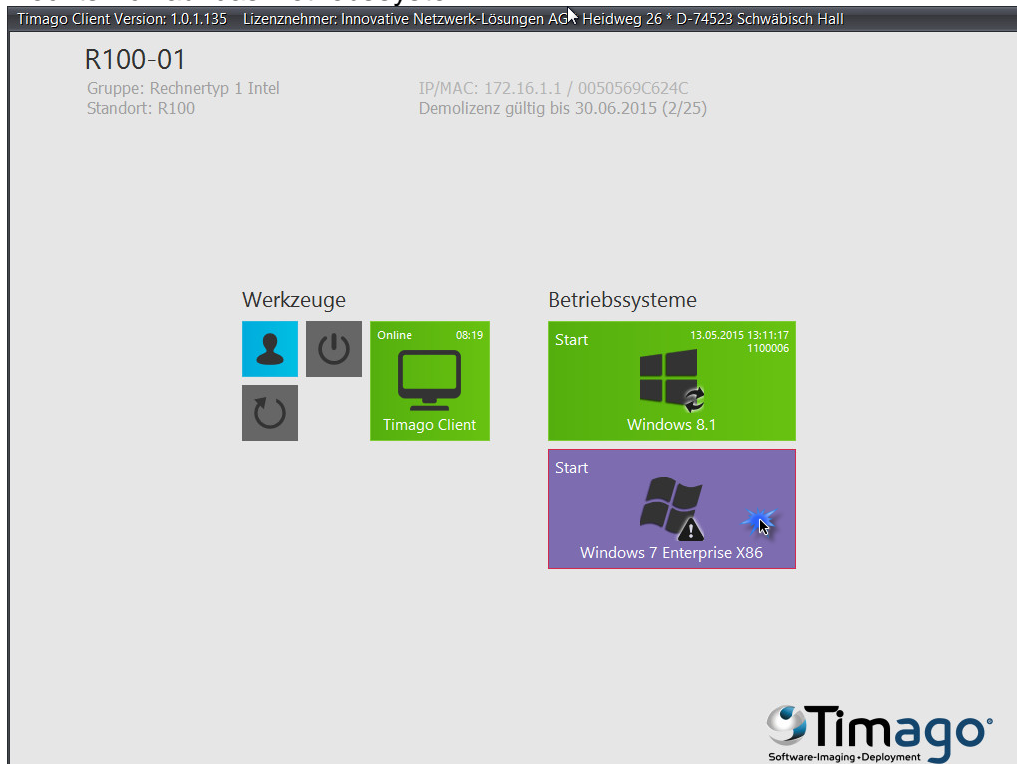 Timago Client Version: 1.0.1.135 Lizenznehmer: Innovative Netzwerk-Lösungen AG * Heidweg 26 * D-74523 Schwäbisch Hall
R100-01
Gruppe: Rechnertyp 1 Intel
IP/MAC: 172.16.1.1 / 0050569C624C
Standort: R100
Demolizenz gültig bis 30.06.2015 (2/25)
Werkzeuge
Betriebssysteme
Online 08:19
Timago Client
Start
13.05.2015 13:11:17
1100006
Windows 8.1
Start
Windows 7 Enterprise X86
Timago
Software-Imaging+Deployment